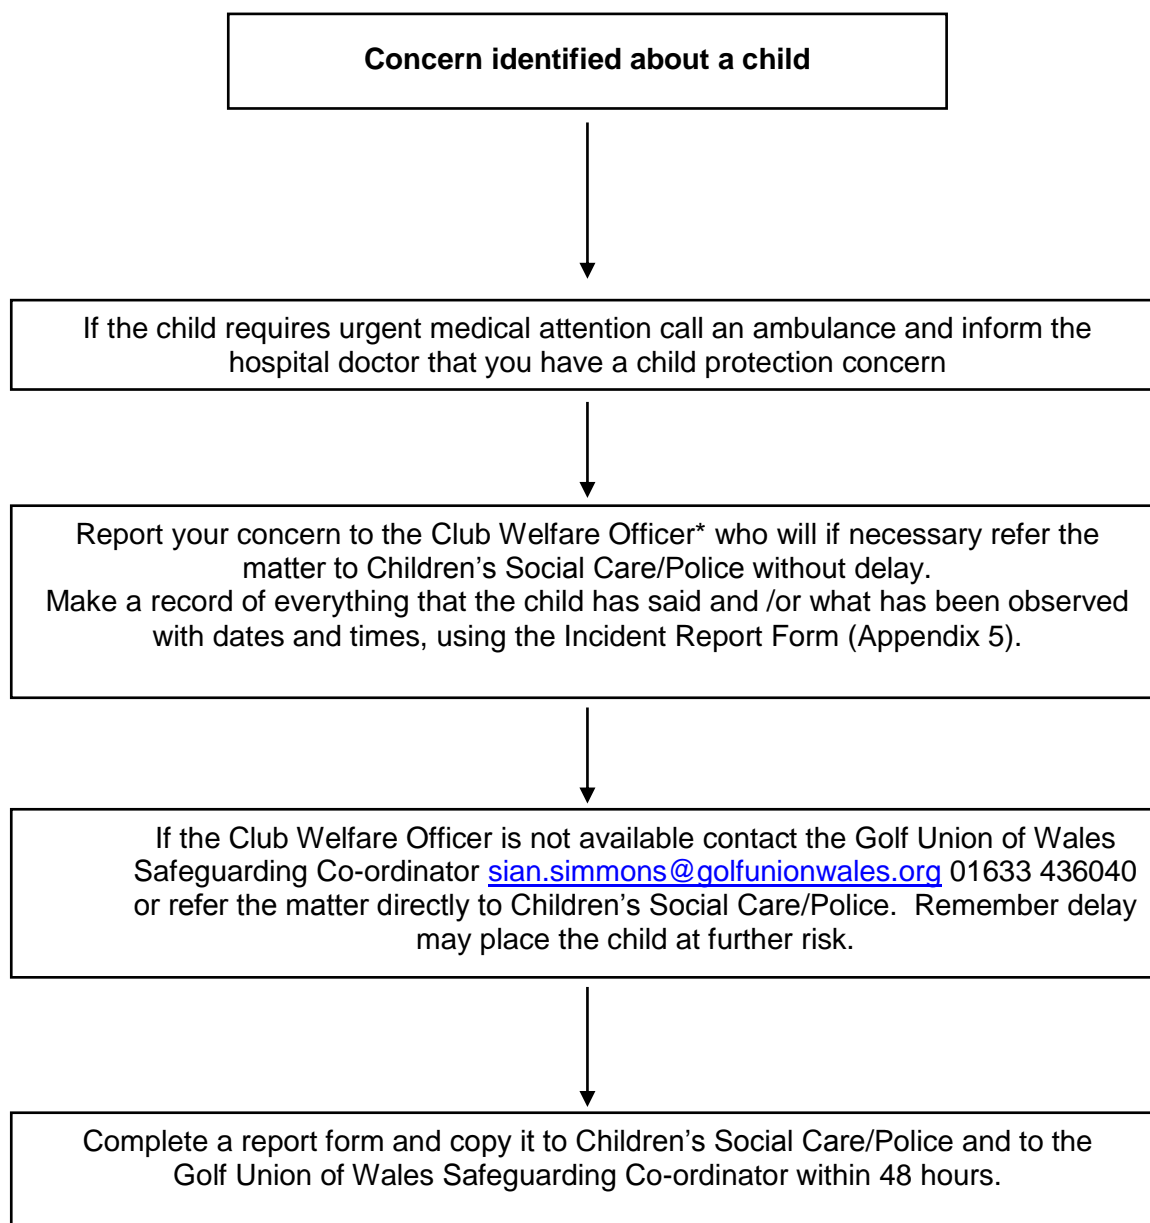 Concern identified about a child
If the child requires urgent medical attention call an ambulance and inform the
hospital doctor that you have a child protection concern
Report your concern to the Club Welfare Officer* who will if necessary refer the
matter to Children’s Social Care/Police without delay.
Make a record of everything that the child has said and /or what has been observed
with dates and times, using the Incident Report Form (Appendix 5).
If the Club Welfare Officer is not available contact the Golf Union of Wales
Safeguarding Co-ordinator sian.simmons@golfunionwales.org 01633 436040
or refer the matter directly to Children’s Social Care/Police.  Remember delay
may place the child at further risk.
Complete a report form and copy it to Children’s Social Care/Police and to the
Golf Union of Wales Safeguarding Co-ordinator within 48 hours.